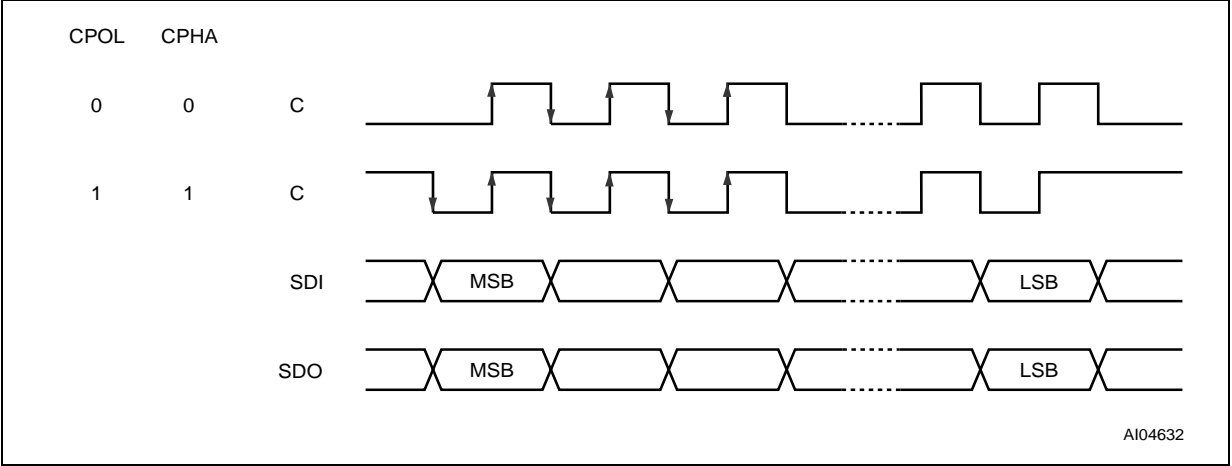 CPOL CPHA
0 0 C
1 1 C
SDI MSB LSB
SDO MSB LSB
AI04632